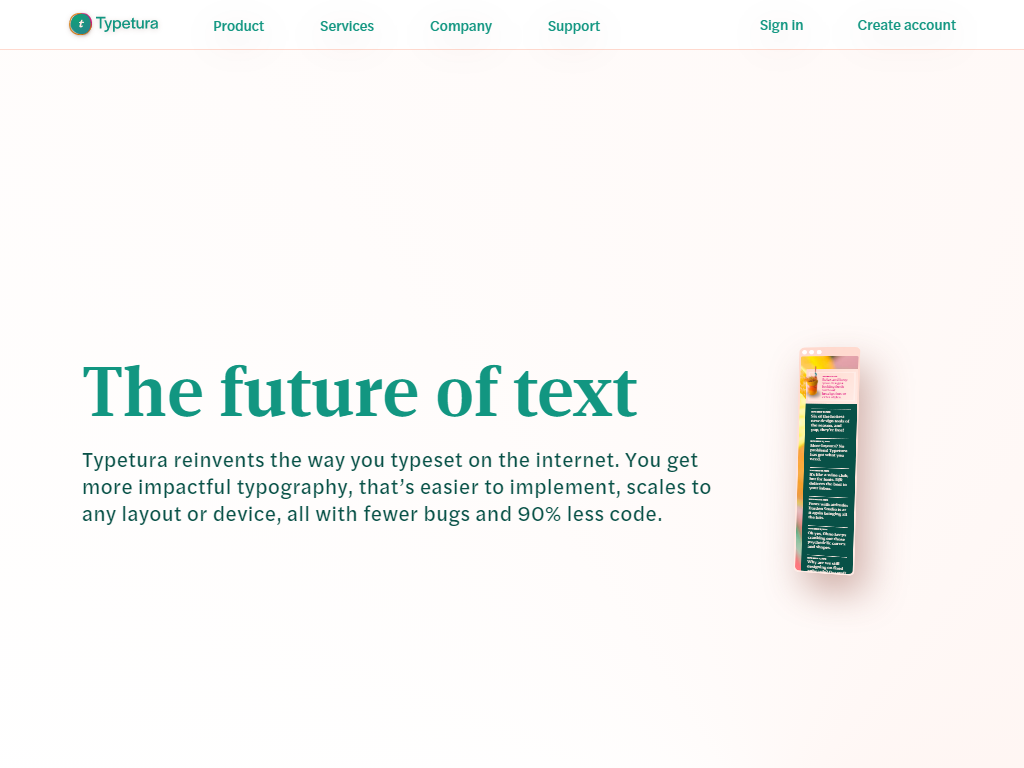 t Typetura
Product
Services
Company
Support
Sign in
Create account
The future of text
Typetura reinvents the way you typeset on the internet. You get
more impactful typography, that’s easier to implement, scales to
any layout or device, all with fewer bugs and 90% less code.